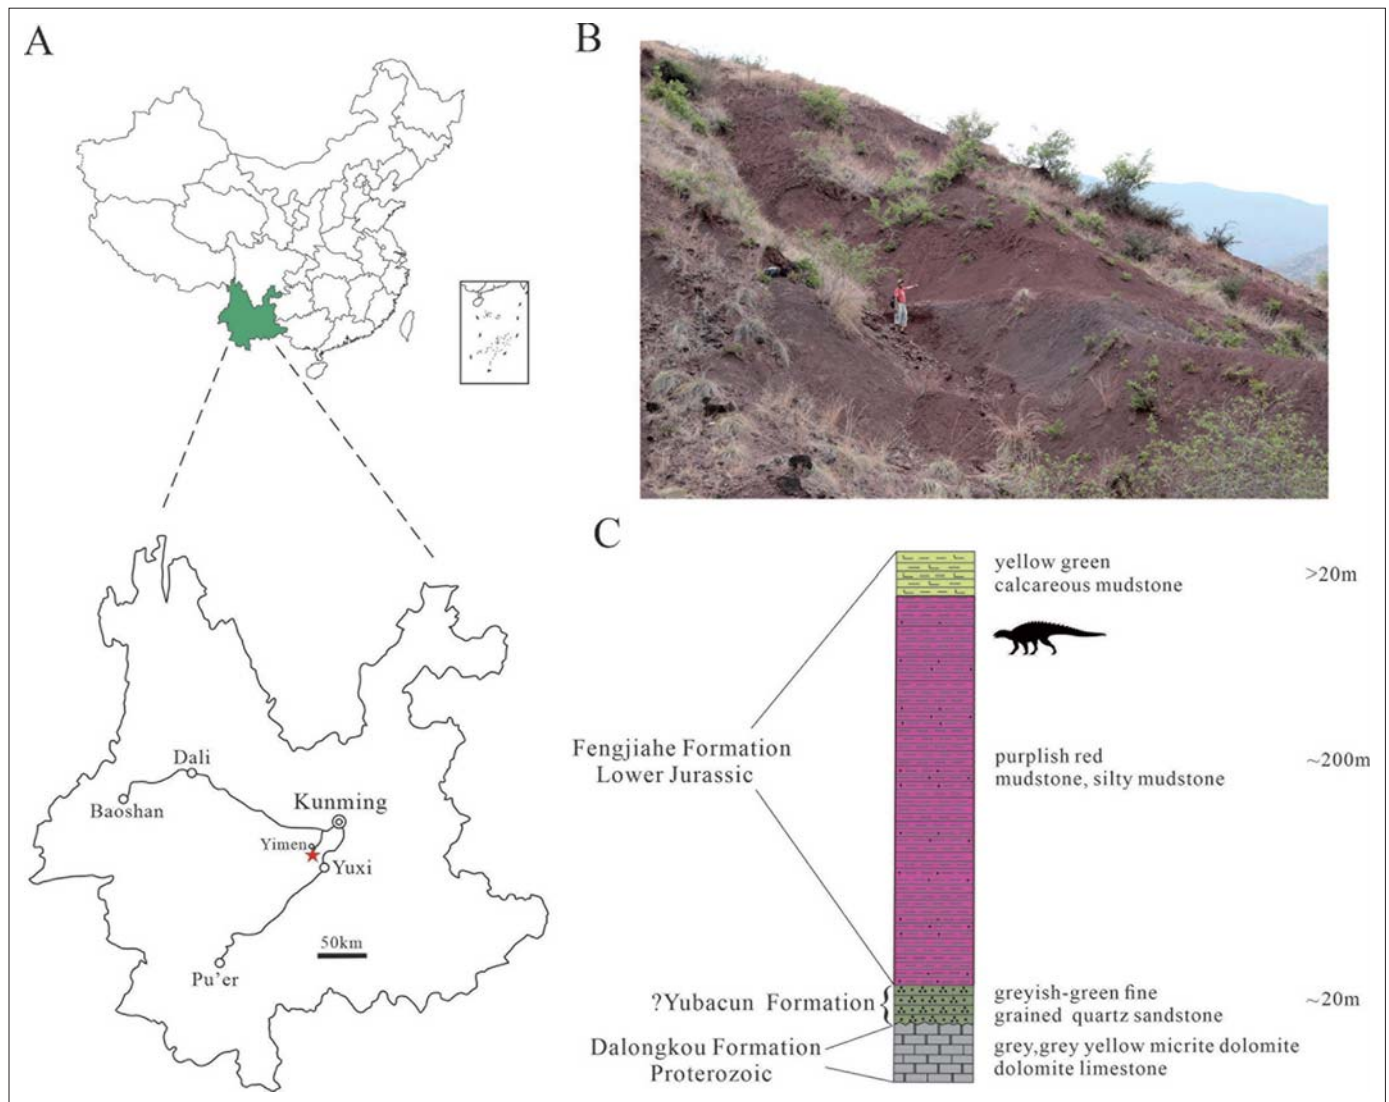 A
B
Dali
Baoshan
Kunming
Yimen
Yuxi
50km
Pu'er
C
yellow green
calcareous mudstone
>20m
Fengjiahe Formation
Lower Jurassic
purplish red
mudstone, silty mudstone
~200m
?Yubacun Formation
greyish-green fine
grained quartz sandstone
~20m
Dalongkou Formation
Proterozoic
grey,grey yellow micrite dolomite
dolomite limestone